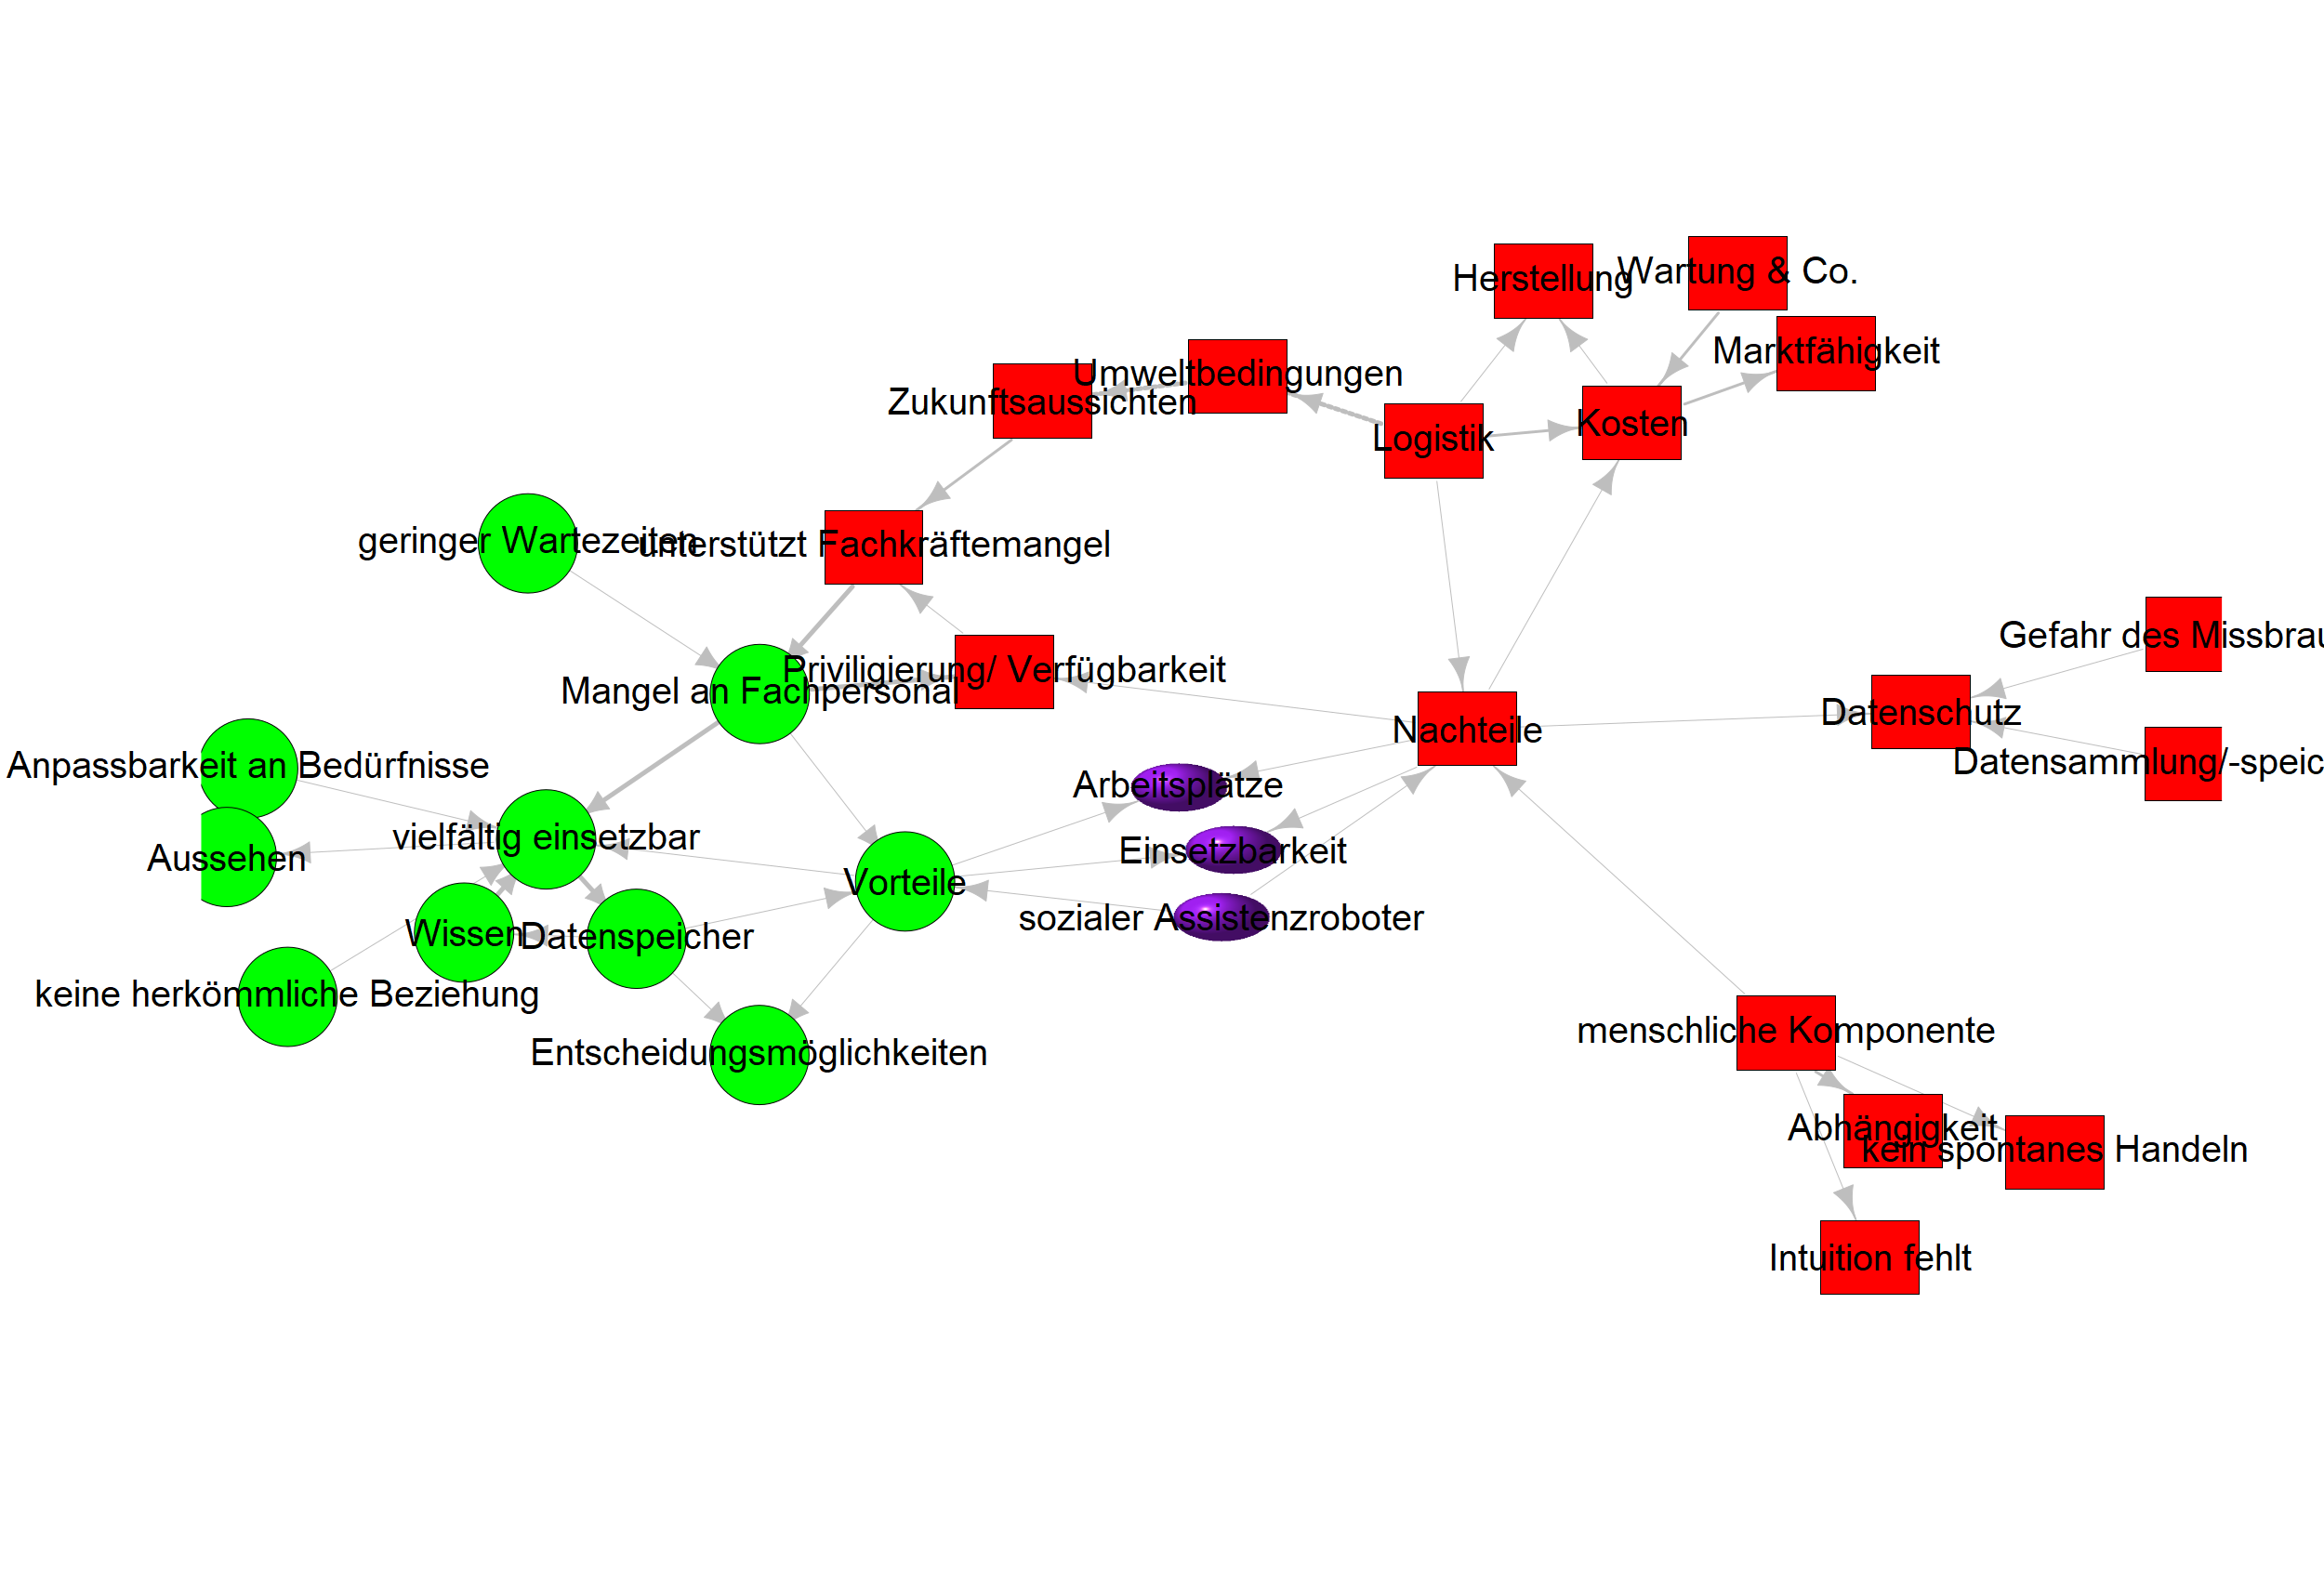 Herstellung
Wartung & Co.
Marktfähigkeit
Umweltbedingungen
Zukunftsaussichten
Kosten
Logistik
geringer Wartezeiten
unterstützt Fachkräftemangel
Gefahr des Missbrau
Priviligierung/ Verfügbarkeit
Mangel an Fachpersonal
Datenschutz
Nachteile
Anpassbarkeit an Bedürfnisse
Datensammlung/-speic
Arbeitsplätze
vielfältig einsetzbar
Einsetzbarkeit
Aussehen
Vorteile
sozialer Assistenzroboter
Wissen
Datenspeicher
keine herkömmliche Beziehung
menschliche Komponente
Entscheidungsmöglichkeiten
Abhängigkeit
kein spontanes Handeln
Intuition fehlt